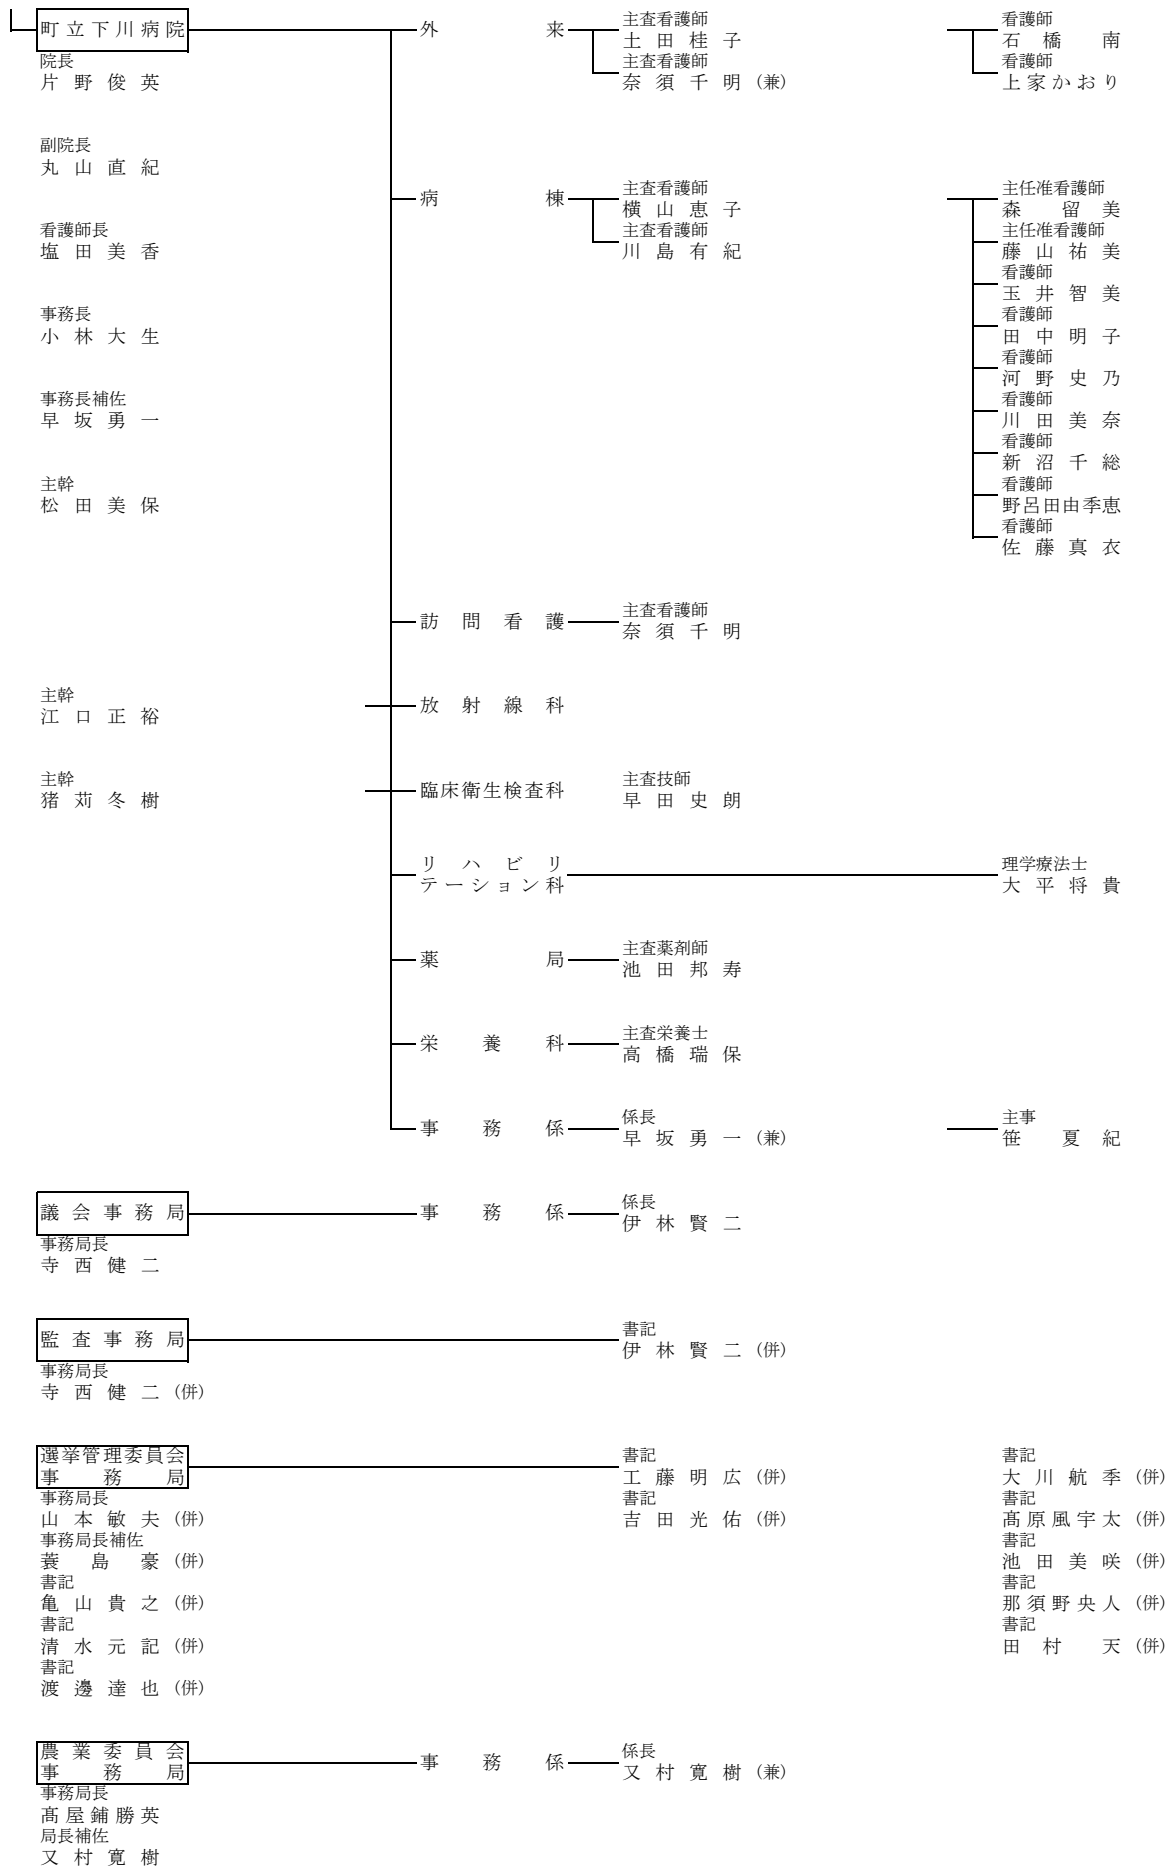 町立下川病院
院長
片野俊英
副院長
丸山直紀
看護師長
塩田美香
事務長
小林大生
事務長補佐
早坂勇一
主幹
松田美保
主幹
江口正裕
主幹
猪苅冬樹
外来
主査看護師
土田桂子
主査看護師
奈須千明(兼)
看護師
石橋南
看護師
上家かおり
病棟
主査看護師
横山恵子
主査看護師
川島有紀
主任准看護師
森留美
主任准看護師
藤山祐美
看護師
玉井智美
看護師
田中明子
看護師
河野史乃
看護師
川田美奈
看護師
新沼千総
看護師
野呂田由季恵
看護師
佐藤真衣
訪問看護
主査看護師
奈須千明
放射線科
臨床衛生検査科
主査技師
早田史朗
リハビリ
テーション科
理学療法士
大平将貴
薬局
主査薬剤師
池田邦寿
栄養科
主査栄養士
高橋瑞保
事務係
係長
早坂勇一(兼)
主事
笹夏紀
議会事務局
事務局長
寺西健二
事務係
係長
伊林賢二
監査事務局
事務局長
寺西健二(併)
書記
伊林賢二(併)
選挙管理委員会
事務局
事務局長
山本敏夫(併)
事務局長補佐
蓑島豪(併)
書記
亀山貴之(併)
書記
清水元記(併)
書記
渡邊達也(併)
書記
工藤明広(併)
書記
吉田光佑(併)
書記
大川航季(併)
書記
髙原風宇太(併)
書記
池田美咲(併)
書記
那須野央人(併)
書記
田村天(併)
農業委員会
事務局
事務局長
髙屋鋪勝英
局長補佐
又村寛樹
事務係
係長
又村寛樹(兼)